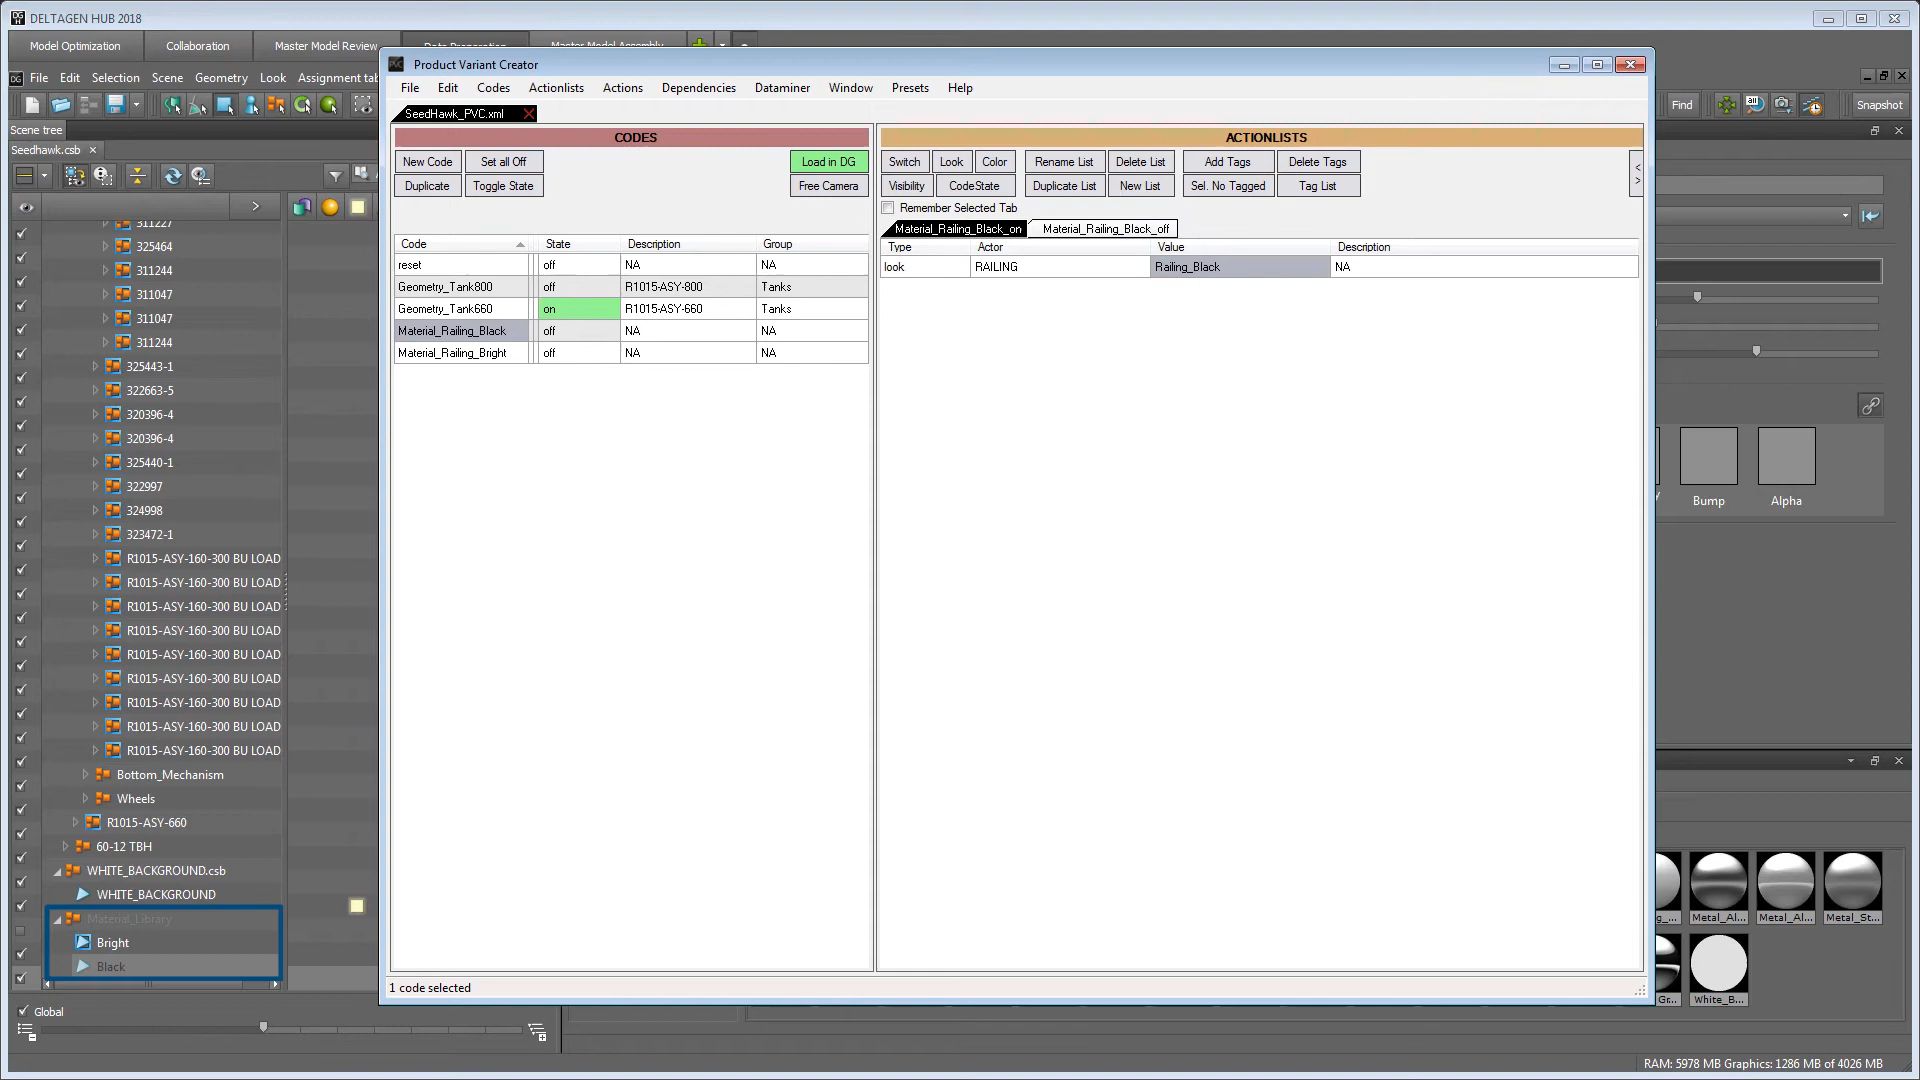 DELTAGEN HUB 2018
Model Optimization
Collaboration
Master Model Review
Data Preparation
Master Model Assembly
File Edit Selection Scene Geometry Look Assignment tab
Find
Snapshot
Scene tree
Seedhawk.csb
311227
325464
311244
311047
311047
311244
325443-1
322663-5
320396-4
320396-4
325440-1
322997
324998
323472-1
R1015-ASY-160-300 BU LOAD
R1015-ASY-160-300 BU LOAD
R1015-ASY-160-300 BU LOAD
R1015-ASY-160-300 BU LOAD
R1015-ASY-160-300 BU LOAD
R1015-ASY-160-300 BU LOAD
R1015-ASY-160-300 BU LOAD
R1015-ASY-160-300 BU LOAD
R1015-ASY-160-300 BU LOAD
Bottom_Mechanism
Wheels
R1015-ASY-660
60-12 TBH
WHITE_BACKGROUND.csb
WHITE_BACKGROUND
Material_Library
Bright
Black
Global
PVC Product Variant Creator
File Edit Codes Actionlists Actions Dependencies Dataminer Window Presets Help
SeedHawk_PVC.xml
CODES
New Code Set all Off Load in DG
Duplicate Toggle State Free Camera
Code State Description Group
reset off NA NA
Geometry_Tank800 off R1015-ASY-800 Tanks
Geometry_Tank660 on R1015-ASY-660 Tanks
Material_Railing_Black off NA NA
Material_Railing_Bright off NA NA
ACTIONLISTS
Switch Look Color Rename List Delete List Add Tags Delete Tags
Visibility CodeState Duplicate List New List Sel. No Tagged Tag List
Remember Selected Tab
Material_Railing_Black_on Material_Railing_Black_off
Type Actor Value Description
look RAILING Railing_Black NA
1 code selected
Bump
Alpha
Metal_Al...
Metal_Al...
Metal_St...
Gr...
White_B...
RAM: 5978 MB Graphics: 1286 MB of 4026 MB